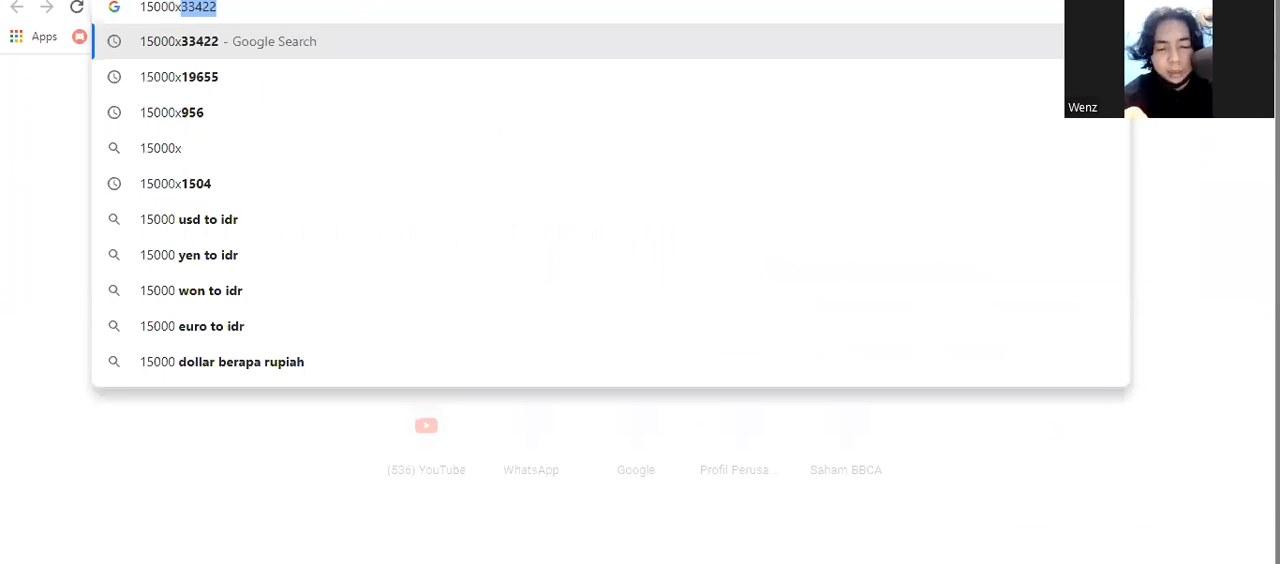 15000x33422
Apps
15000x33422 - Google Search
15000x19655
15000x956
15000x
15000x1504
15000 usd to idr
15000 yen to idr
15000 won to idr
15000 euro to idr
15000 dollar berapa rupiah
(536) YouTube
WhatsApp
Google
Profil Perusa...
Saham BBCA
Wenz